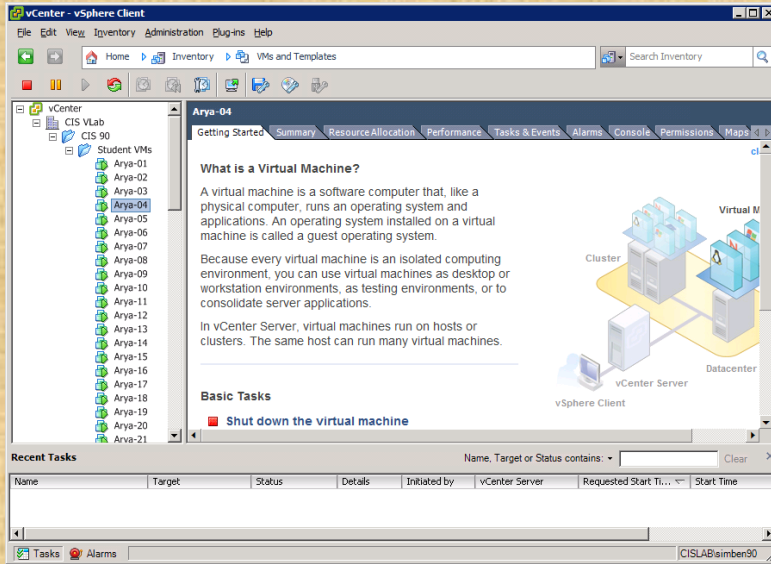 vCenter - vSphere Client
File Edit View Inventory Administration Plug-ins Help
Home Inventory VMs and Templates
Search Inventory
vCenter
CIS VLab
CIS 90
Student VMs
Arya-01
Arya-02
Arya-03
Arya-04
Arya-05
Arya-06
Arya-07
Arya-08
Arya-09
Arya-10
Arya-11
Arya-12
Arya-13
Arya-14
Arya-15
Arya-16
Arya-17
Arya-18
Arya-19
Arya-20
Arya-21
Arya-04
Getting Started Summary Resource Allocation Performance Tasks & Events Alarms Console Permissions Maps
cl
What is a Virtual Machine?
A virtual machine is a software computer that, like a
physical computer, runs an operating system and
applications. An operating system installed on a virtual
machine is called a guest operating system.
Because every virtual machine is an isolated computing
environment, you can use virtual machines as desktop or
workstation environments, as testing environments, or to
consolidate server applications.
In vCenter Server, virtual machines run on hosts or
clusters. The same host can run many virtual machines.
Basic Tasks
Shut down the virtual machine
Virtual M
Cluster
Datacenter
vCenter Server
vSphere Client
Recent Tasks
Name, Target or Status contains:
Clear
Name Target Status Details Initiated by vCenter Server Requested Start Ti... Start Time
Tasks Alarms
CISLAB\simben90